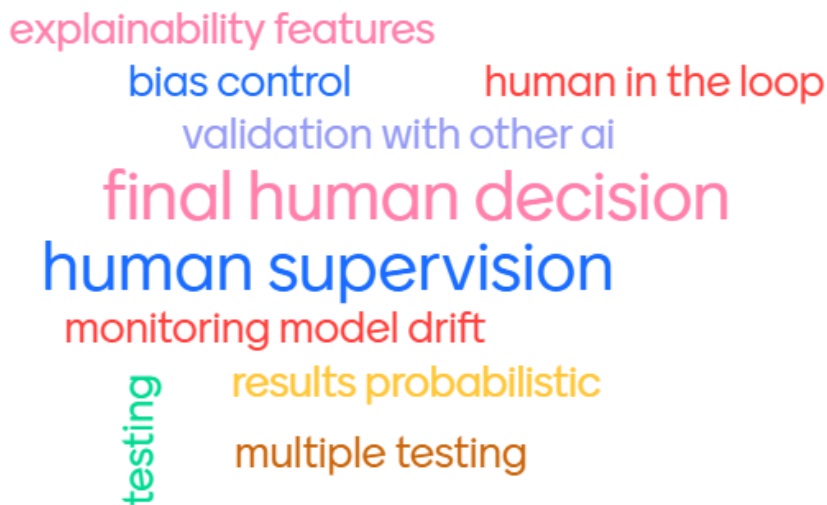 explainability features
bias control
human in the loop
validation with other ai
final human decision
human supervision
monitoring model drift
results probabilistic
testing
multiple testing